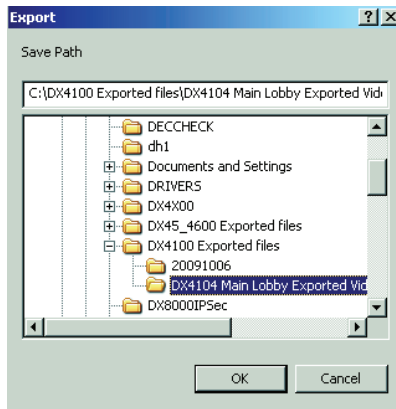 Export
Save Path
C:\DX4100 Exported files\DX4104 Main Lobby Exported Vid
DECCHECK
dh1
Documents and Settings
DRIVERS
DX4X00
DX45_4600 Exported files
DX4100 Exported files
20091006
DX4104 Main Lobby Exported Vid
DX8000IPSec
OK
Cancel